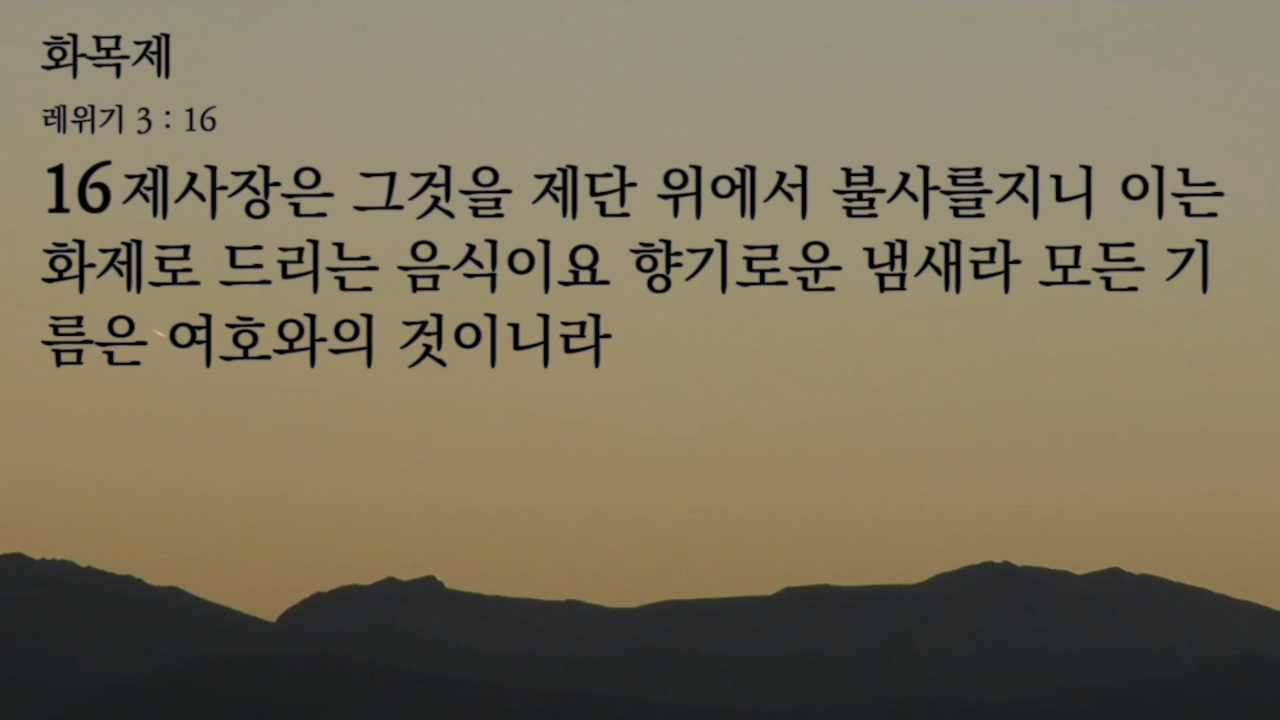 화목제
레위기 3 : 16
16 제사장은 그것을 제단 위에서 불사를지니 이는
화제로 드리는 음식이요 향기로운 냄새라 모든 기
름은 여호와의 것이니라